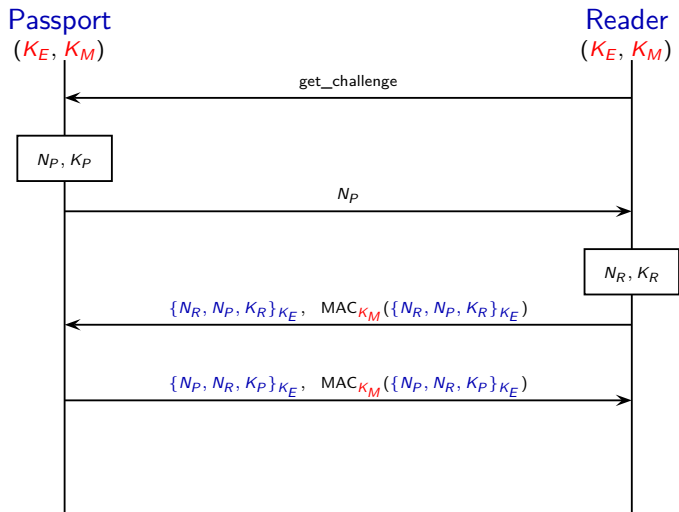 Passport Reader
(K_E, K_M) (K_E, K_M)
get_challenge
N_P, K_P
N_P
N_R, K_R
{N_R, N_P, K_R}_{K_E}, MAC_{K_M}({N_R, N_P, K_R}_{K_E})
{N_P, N_R, K_P}_{K_E}, MAC_{K_M}({N_P, N_R, K_P}_{K_E})